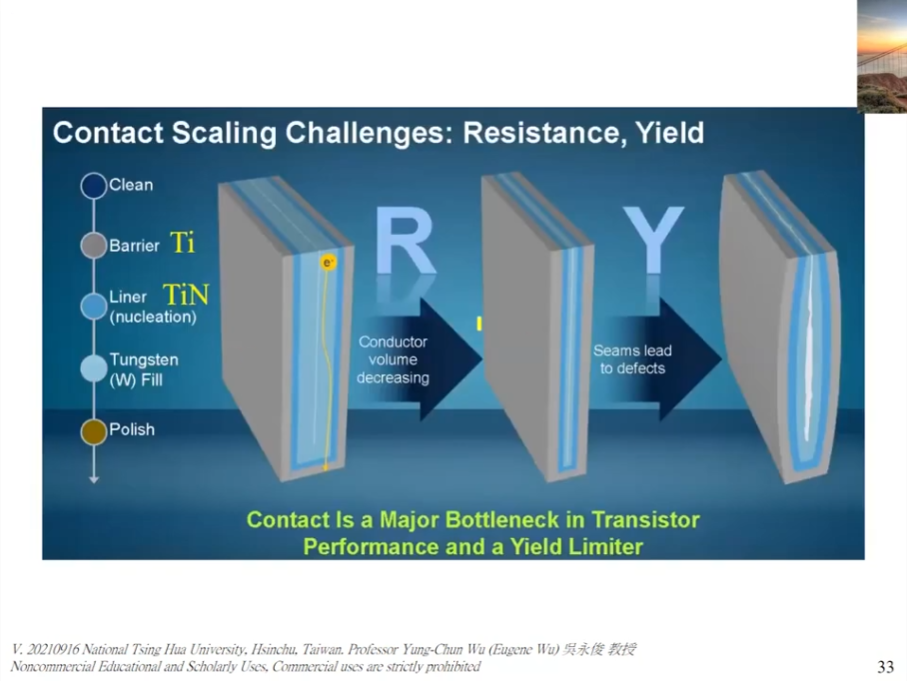 Contact Scaling Challenges: Resistance, Yield
Clean
Barrier Ti
Liner TiN
(nucleation)
Tungsten
(W) Fill
Polish
e-
R
Conductor
volume
decreasing
Y
Seams lead
to defects
Contact Is a Major Bottleneck in Transistor
Performance and a Yield Limiter
V. 20210916 National Tsing Hua University, Hsinchu, Taiwan. Professor Yung-Chun Wu (Eugene Wu) 吳永俊 教授
Noncommercial Educational and Scholarly Uses, Commercial uses are strictly prohibited
33